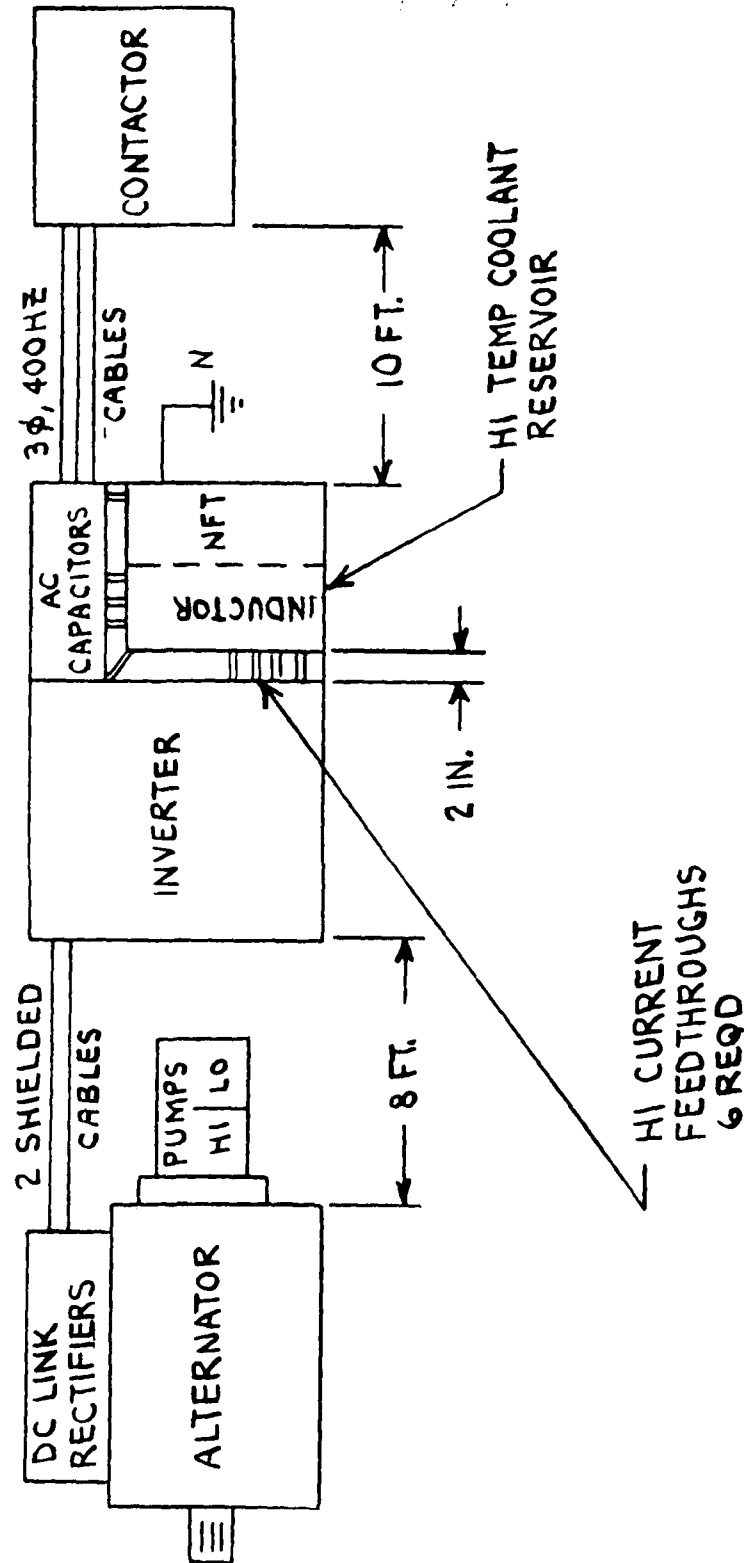 DC LINK
RECTIFIERS
ALTERNATOR
2 SHIELDED
CABLES
PUMPS
HI LO
8 FT.
INVERTER
AC
CAPACITORS
INDUCTOR
NFT
HI CURRENT
FEEDTHROUGHS
6 REQD
2 IN.
3ϕ, 400HZ
CABLES
N
10 FT.
HI TEMP COOLANT
RESERVOIR
CONTACTOR